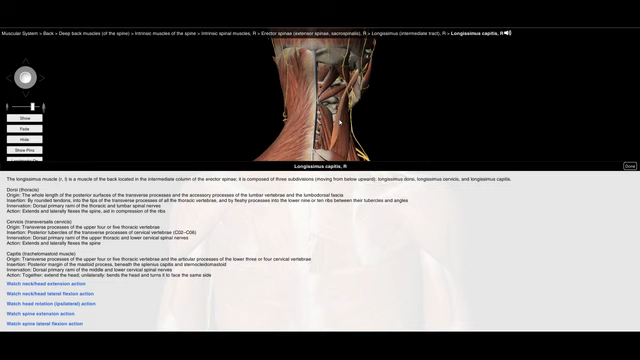 Muscular System > Back > Deep back muscles (of the spine) > Intrinsic muscles of the spine > Intrinsic spinal muscles, R > Erector spinae (extensor spinae, sacrospinalis), R > Longissimus (intermediate tract), R > Longissimus capitis, R
Show
Fade
Hide
Show Pins
Longissimus capitis, R
Done
The longissimus muscle (r, l) is a muscle of the back located in the intermediate column of the erector spinae; it is composed of three subdivisions (moving from below upward), longissimus dorsi, longissimus cervicis, and longissimus capitis.
Dorsi (thoracis)
Origin: The whole length of the posterior surfaces of the transverse processes and the accessory processes of the lumbar vertebrae and the lumbodorsal fascia
Insertion: By rounded tendons, into the tips of the transverse processes of all the thoracic vertebrae, and by fleshy processes into the lower nine or ten ribs between their tubercles and angles
Innervation: Dorsal primary rami of the thoracic and lumbar spinal nerves
Action: Extends and laterally flexes the spine, aid in compression of the ribs
Cervicis (transversalis cervicis)
Origin: Transverse processes of the upper four or five thoracic vertebrae
Insertion: Posterior tubercles of the transverse processes of cervical vertebrae (C02–C06)
Innervation: Dorsal primary rami of the upper thoracic and lower cervical spinal nerves
Action: Extends and laterally flexes the spine
Capitis (trachelomastoid muscle)
Origin: Transverse processes of the upper four or five thoracic vertebrae and the articular processes of the lower three or four cervical vertebrae
Insertion: Posterior margin of the mastoid process, beneath the splenius capitis and sternocleidomastoid
Innervation: Dorsal primary rami of the middle and lower cervical spinal nerves
Action: Together: extend the head; unilaterally: bends the head and turns it to face the same side
Watch neck/head extension action
Watch neck/head lateral flexion action
Watch head rotation (ipsilateral) action
Watch spine extension action
Watch spine lateral flexion action